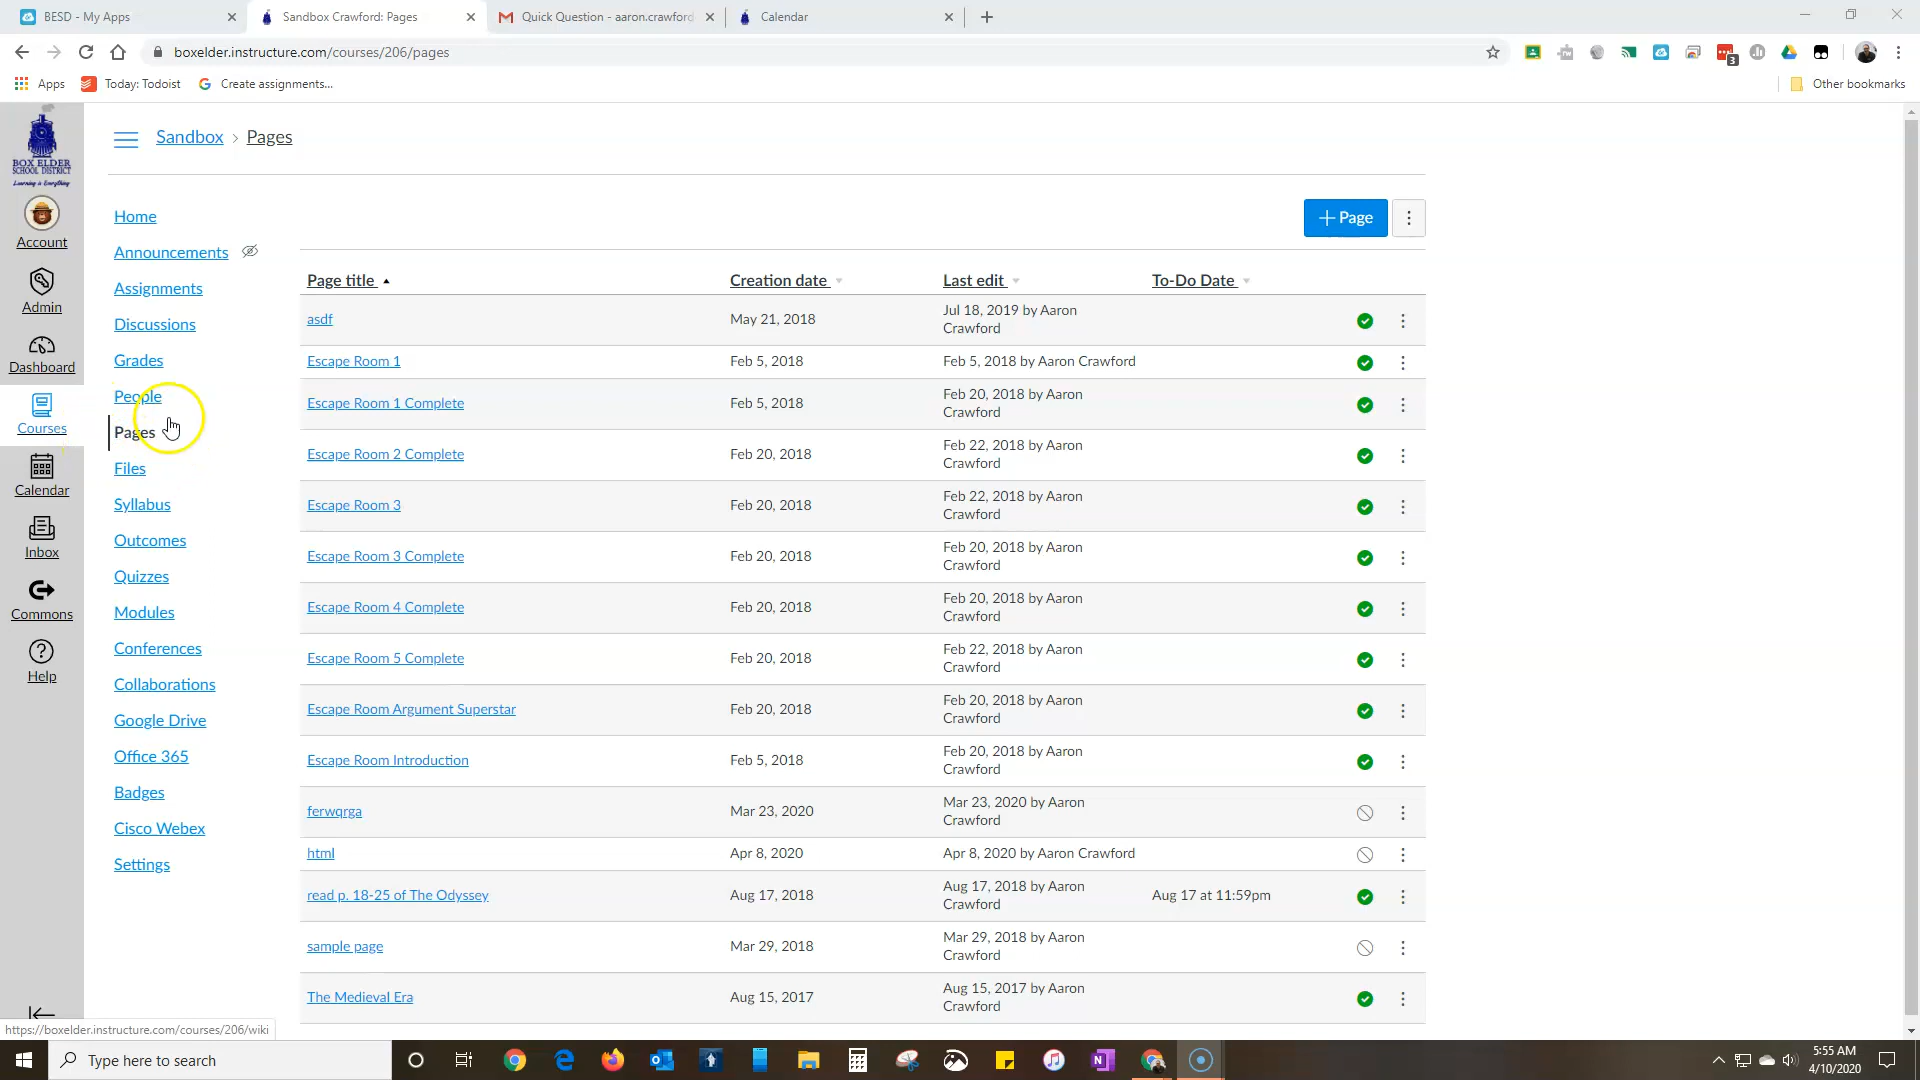 BESD - My Apps
Sandbox Crawford: Pages
Quick Question - aaron.crawford
Calendar
boxelder.instructure.com/courses/206/pages
3
Apps
Today: Todoist
Create assignments...
Other bookmarks
BOX ELDER
SCHOOL DISTRICT
Learning is Everything
Account
Admin
Dashboard
Courses
Calendar
Inbox
Commons
Help
Sandbox > Pages
Home
Announcements
Assignments
Discussions
Grades
People
Pages
Files
Syllabus
Outcomes
Quizzes
Modules
Conferences
Collaborations
Google Drive
Office 365
Badges
Cisco Webex
Settings
+ Page
Page title Creation date Last edit To-Do Date
asdf May 21, 2018 Jul 18, 2019 by Aaron
Crawford
Escape Room 1 Feb 5, 2018 Feb 5, 2018 by Aaron Crawford
Escape Room 1 Complete Feb 5, 2018 Feb 20, 2018 by Aaron
Crawford
Escape Room 2 Complete Feb 20, 2018 Feb 22, 2018 by Aaron
Crawford
Escape Room 3 Feb 20, 2018 Feb 22, 2018 by Aaron
Crawford
Escape Room 3 Complete Feb 20, 2018 Feb 20, 2018 by Aaron
Crawford
Escape Room 4 Complete Feb 20, 2018 Feb 20, 2018 by Aaron
Crawford
Escape Room 5 Complete Feb 20, 2018 Feb 22, 2018 by Aaron
Crawford
Escape Room Argument Superstar Feb 20, 2018 Feb 20, 2018 by Aaron
Crawford
Escape Room Introduction Feb 5, 2018 Feb 20, 2018 by Aaron
Crawford
ferwqrga Mar 23, 2020 Mar 23, 2020 by Aaron
Crawford
html Apr 8, 2020 Apr 8, 2020 by Aaron Crawford
read p. 18-25 of The Odyssey Aug 17, 2018 Aug 17, 2018 by Aaron
Crawford Aug 17 at 11:59pm
sample page Mar 29, 2018 Mar 29, 2018 by Aaron
Crawford
The Medieval Era Aug 15, 2017 Aug 15, 2017 by Aaron
Crawford
https://boxelder.instructure.com/courses/206/wiki
Type here to search
5:55 AM
4/10/2020